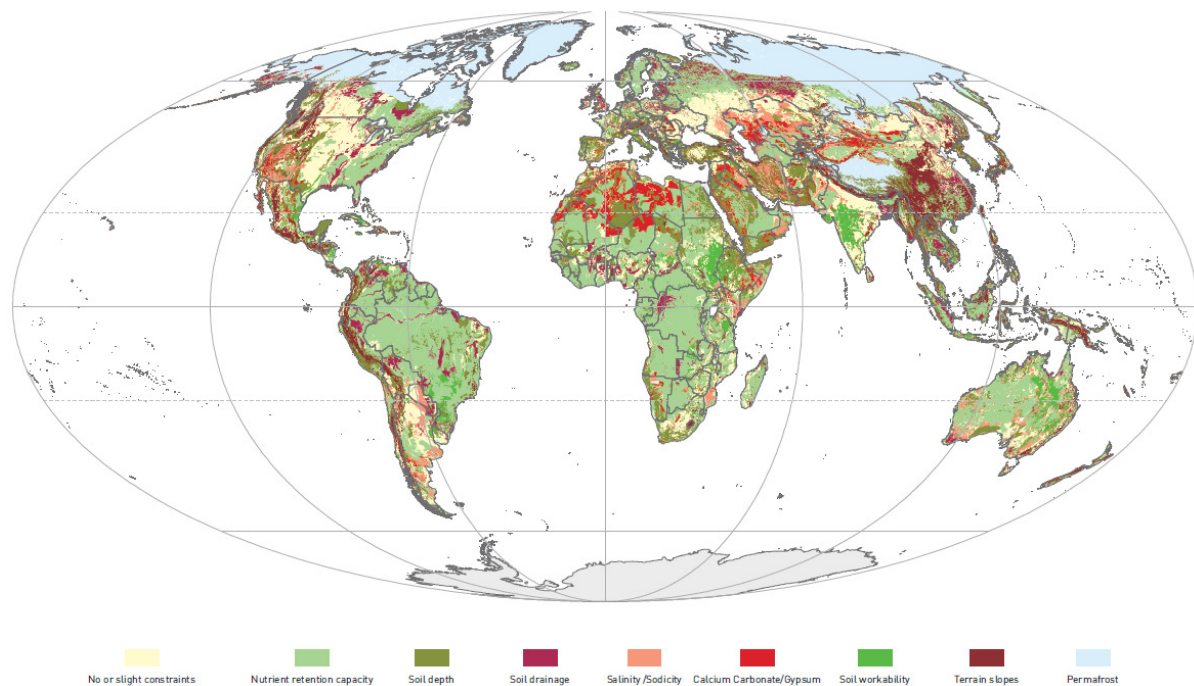 No or slight constraints
Nutrient retention capacity
Soil depth
Soil drainage
Salinity /Sodicity
Calcium Carbonate/Gypsum
Soil workability
Terrain slopes
Permafrost